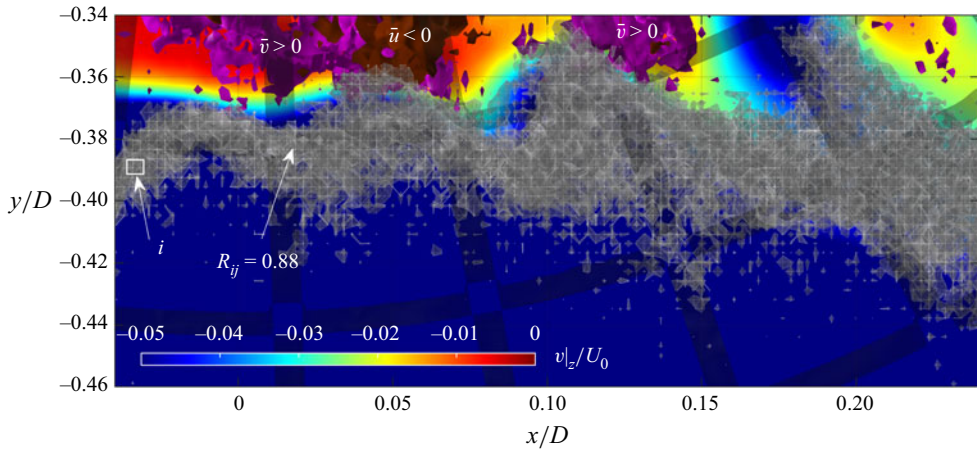 –0.34
v̄ > 0
ū < 0
v̄ > 0
–0.36
–0.38
y/D
–0.40
i
R_ij = 0.88
–0.42
–0.44
–0.05 –0.04 –0.03 –0.02 –0.01 0
v|_z/U_0
–0.46
0 0.05 0.10 0.15 0.20
x/D